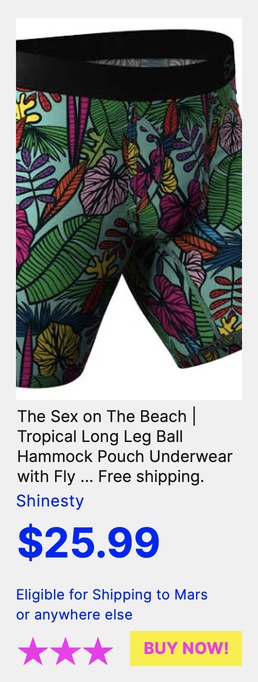 The Sex on The Beach |
Tropical Long Leg Ball
Hammock Pouch Underwear
with Fly ... Free shipping.
Shinesty
$25.99
Eligible for Shipping to Mars
or anywhere else
BUY NOW!